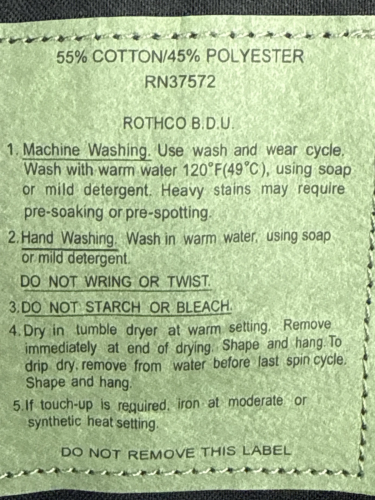 55% COTTON/45% POLYESTER
RN37572
ROTHCO B.D.U.
1. Machine Washing. Use wash and wear cycle.
Wash with warm water 120°F(49°C), using soap
or mild detergent. Heavy stains may require
pre-soaking or pre-spotting.
2. Hand Washing. Wash in warm water, using soap
or mild detergent.
DO NOT WRING OR TWIST.
3. DO NOT STARCH OR BLEACH.
4. Dry in tumble dryer at warm setting. Remove
immediately at end of drying. Shape and hang. To
drip dry. remove from water before last spin cycle.
Shape and hang.
5. If touch-up is required, iron at moderate or
synthetic heat setting.
DO NOT REMOVE THIS LABEL